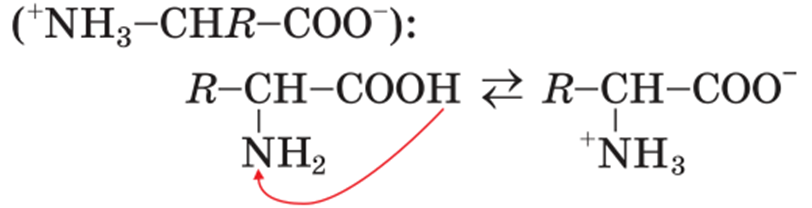 (⁺NH₃–CHR–COO⁻):
R–CH–COOH ⇄ R–CH–COO⁻
NH₂ ⁺NH₃